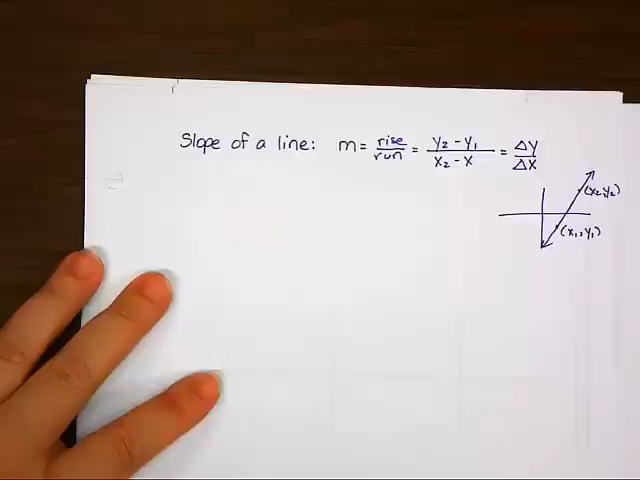 Slope of a line: m = rise/run = y₂ - y₁/x₂ - x = Δy/Δx
(x₂, y₂)
(x₁, y₁)